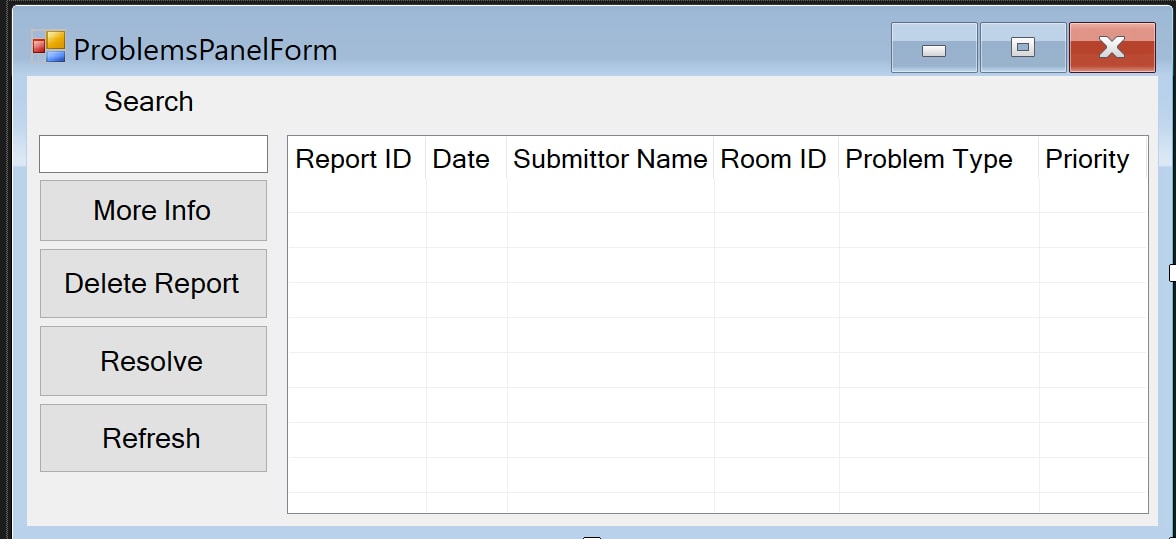 ProblemsPanelForm
Search
Report ID Date Submittor Name Room ID Problem Type Priority
More Info
Delete Report
Resolve
Refresh